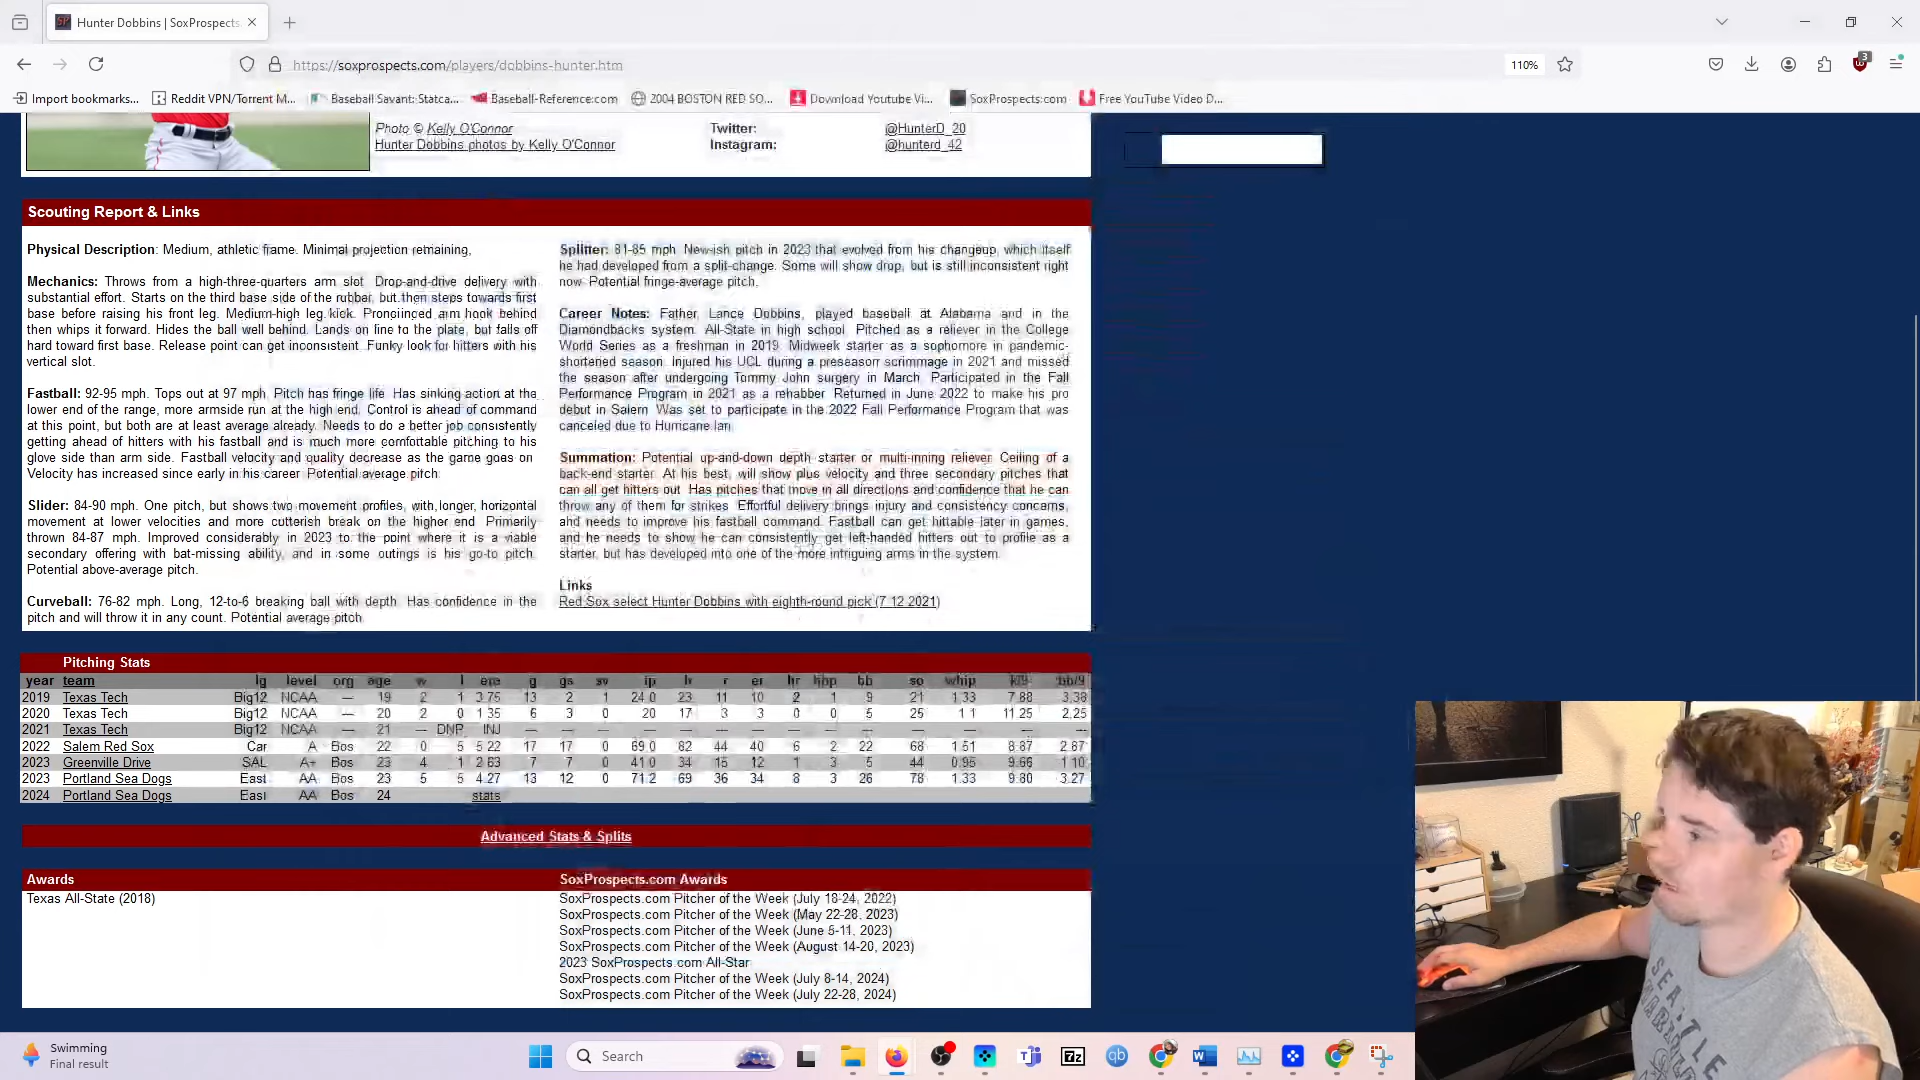 Hunter Dobbins | SoxProspects.
https://soxprospects.com/players/dobbins-hunter.htm
110%
3
Import bookmarks...
Reddit VPN/Torrent M...
Baseball Savant: Statca...
Baseball-Reference.com
2004 BOSTON RED SO...
Download Youtube Vi...
SoxProspects.com
Free YouTube Video D...
Photo © Kelly O'Connor
Hunter Dobbins photos by Kelly O'Connor
Twitter: @HunterD_20
Instagram: @hunterd_42
Scouting Report & Links
Physical Description: Medium, athletic frame. Minimal projection remaining,
Mechanics: Throws from a high-three-quarters arm slot. Drop-and-drive delivery with
substantial effort. Starts on the third base side of the rubber, but then steps towards first
base before raising his front leg. Medium-high leg kick. Pronounced arm hook behind
then whips it forward. Hides the ball well behind. Lands on line to the plate, but falls off
hard toward first base. Release point can get inconsistent. Funky look for hitters with his
vertical slot.
Fastball: 92-95 mph. Tops out at 97 mph. Pitch has fringe life. Has sinking action at the
lower end of the range, more armside run at the high end. Control is ahead of command
at this point, but both are at least average already. Needs to do a better job consistently
getting ahead of hitters with his fastball and is much more comfortable pitching to his
glove side than arm side. Fastball velocity and quality decrease as the game goes on.
Velocity has increased since early in his career. Potential average pitch.
Slider: 84-90 mph. One pitch, but shows two movement profiles, with longer, horizontal
movement at lower velocities and more cutterish break on the higher end. Primarily
thrown 84-87 mph. Improved considerably in 2023 to the point where it is a viable
secondary offering with bat-missing ability, and in some outings is his go-to pitch.
Potential above-average pitch.
Curveball: 76-82 mph. Long, 12-to-6 breaking ball with depth. Has confidence in the
pitch and will throw it in any count. Potential average pitch.
Splitter: 81-85 mph. New-ish pitch in 2023 that evolved from his changeup, which itself
he had developed from a split-change. Some will show drop, but is still inconsistent right
now. Potential fringe-average pitch.
Career Notes: Father, Lance Dobbins, played baseball at Alabama and in the
Diamondbacks system. All-State in high school. Pitched as a reliever in the College
World Series as a freshman in 2019. Midweek starter as a sophomore in pandemic-
shortened season. Injured his UCL during a preseason scrimmage in 2021 and missed
the season after undergoing Tommy John surgery in March. Participated in the Fall
Performance Program in 2021 as a rehabber. Returned in June 2022 to make his pro
debut in Salem. Was set to participate in the 2022 Fall Performance Program that was
canceled due to Hurricane Ian.
Summation: Potential up-and-down depth starter or multi-inning reliever. Ceiling of a
back-end starter. At his best, will show plus velocity and three secondary pitches that
can all get hitters out. Has pitches that move in all directions and confidence that he can
throw any of them for strikes. Effortful delivery brings injury and consistency concerns,
and needs to improve his fastball command. Fastball can get hittable later in games,
and he needs to show he can consistently get left-handed hitters out to profile as a
starter, but has developed into one of the more intriguing arms in the system.
Links
Red Sox select Hunter Dobbins with eighth-round pick (7.12.2021)
Pitching Stats
year team lg level org age w l era g gs sv ip h r er hr hbp bb so whip k/9 bb/9
2019 Texas Tech Big12 NCAA — 19 2 1 3.75 13 2 1 24.0 23 11 10 2 1 9 21 1.33 7.88 3.38
2020 Texas Tech Big12 NCAA — 20 2 0 1.35 6 3 0 20 17 3 3 0 0 5 25 1.1 11.25 2.25
2021 Texas Tech Big12 NCAA — 21 — DNP INJ — — — — — — — — — — — — — —
2022 Salem Red Sox Car A Bos 22 0 5 5.22 17 17 0 69.0 82 44 40 6 2 22 68 1.51 8.87 2.87
2023 Greenville Drive SAL A+ Bos 23 4 1 2.63 7 7 0 41.0 34 15 12 1 3 5 44 0.95 9.66 1.10
2023 Portland Sea Dogs East AA Bos 23 5 5 4.27 13 12 0 71.2 69 36 34 8 3 26 78 1.33 9.80 3.27
2024 Portland Sea Dogs East AA Bos 24 stats
Advanced Stats & Splits
Awards
Texas All-State (2018)
SoxProspects.com Awards
SoxProspects.com Pitcher of the Week (July 18-24, 2022)
SoxProspects.com Pitcher of the Week (May 22-28, 2023)
SoxProspects.com Pitcher of the Week (June 5-11, 2023)
SoxProspects.com Pitcher of the Week (August 14-20, 2023)
2023 SoxProspects.com All-Star
SoxProspects.com Pitcher of the Week (July 8-14, 2024)
SoxProspects.com Pitcher of the Week (July 22-28, 2024)
SEATTLE
Swimming
Final result
Search
7z
qb